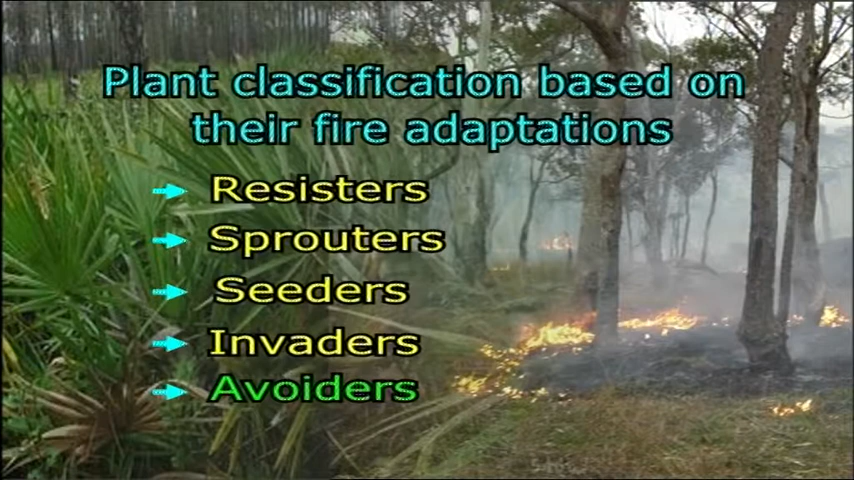 Plant classification based on
their fire adaptations
Resisters
Sprouters
Seeders
Invaders
Avoiders